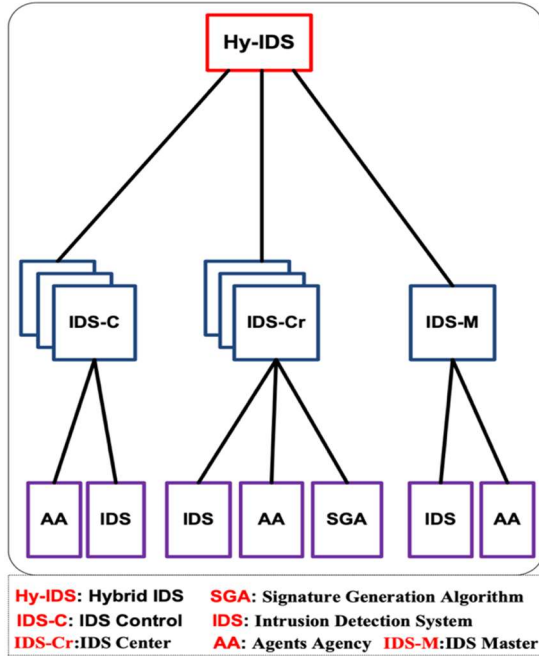 Hy-IDS
IDS-C IDS-Cr IDS-M
AA IDS IDS AA SGA IDS AA
Hy-IDS: Hybrid IDS SGA: Signature Generation Algorithm
IDS-C: IDS Control IDS: Intrusion Detection System
IDS-Cr:IDS Center AA: Agents Agency IDS-M:IDS Master